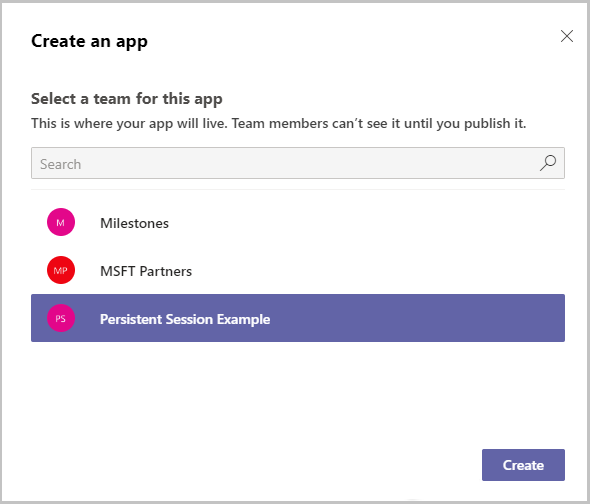 Create an app
Select a team for this app
This is where your app will live. Team members can’t see it until you publish it.
Search
M Milestones
MP MSFT Partners
PS Persistent Session Example
Create